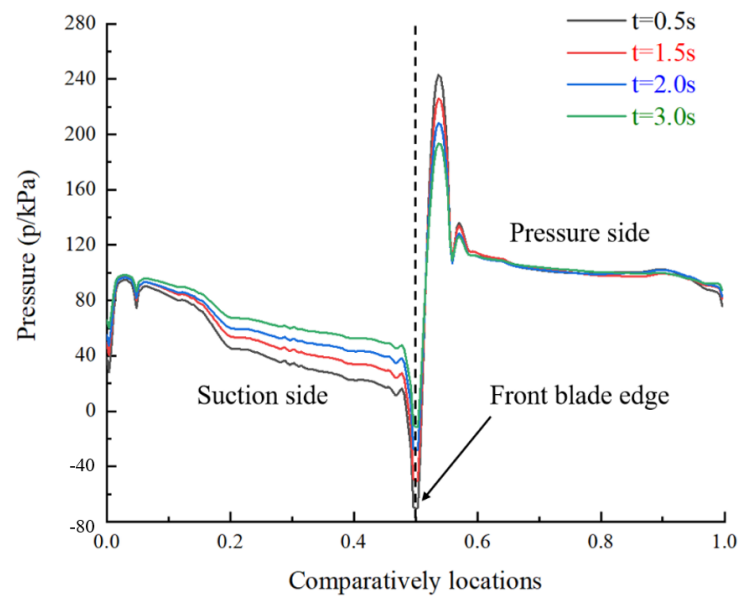 280
240
200
160
120
80
40
0
-40
-80
Pressure (p/kPa)
t=0.5s
t=1.5s
t=2.0s
t=3.0s
Pressure side
Suction side
Front blade edge
0.0 0.2 0.4 0.6 0.8 1.0
Comparatively locations